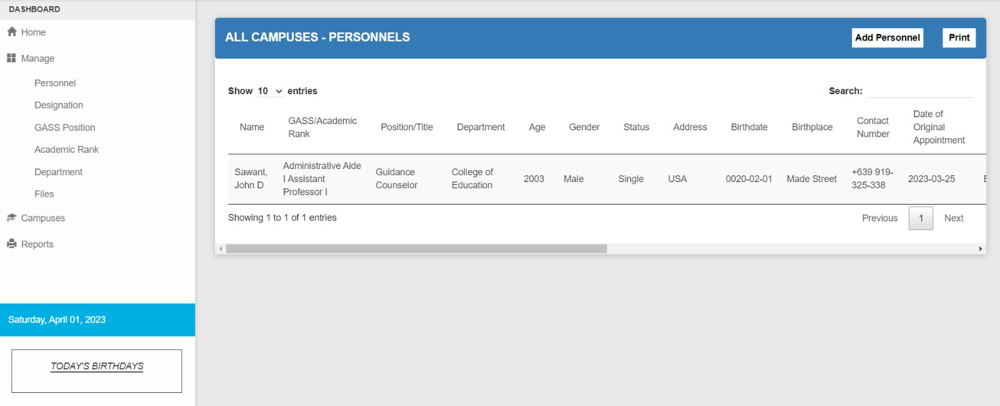 DASHBOARD
Home
Manage
Personnel
Designation
GASS Position
Academic Rank
Department
Files
Campuses
Reports
Saturday, April 01, 2023
TODAY'S BIRTHDAYS
ALL CAMPUSES - PERSONNELS
Add Personnel
Print
Show 10 entries
Search:
Name
GASS/Academic
Rank
Position/Title
Department
Age
Gender
Status
Address
Birthdate
Birthplace
Contact
Number
Date of
Original
Appointment
Sawant,
John D
Administrative Aide
I Assistant
Professor I
Guidance
Counselor
College of
Education
2003
Male
Single
USA
0020-02-01
Made Street
+639 919-
325-338
2023-03-25
Showing 1 to 1 of 1 entries
Previous 1 Next